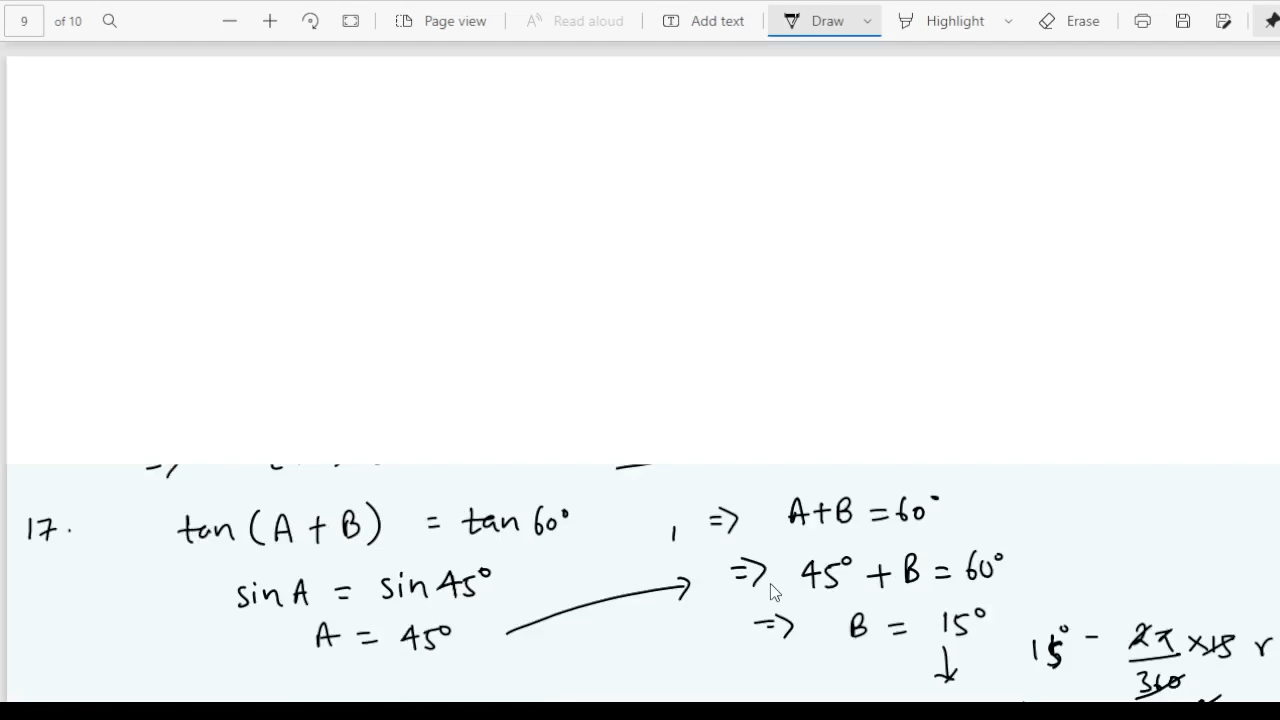 9 of 10 Page view Read aloud Add text Draw Highlight Erase
17. tan (A + B) = tan 60° , => A+B = 60°
sin A = sin 45° => 45° + B = 60°
A = 45° => B = 15°
15° - 2π/360 × 15 r